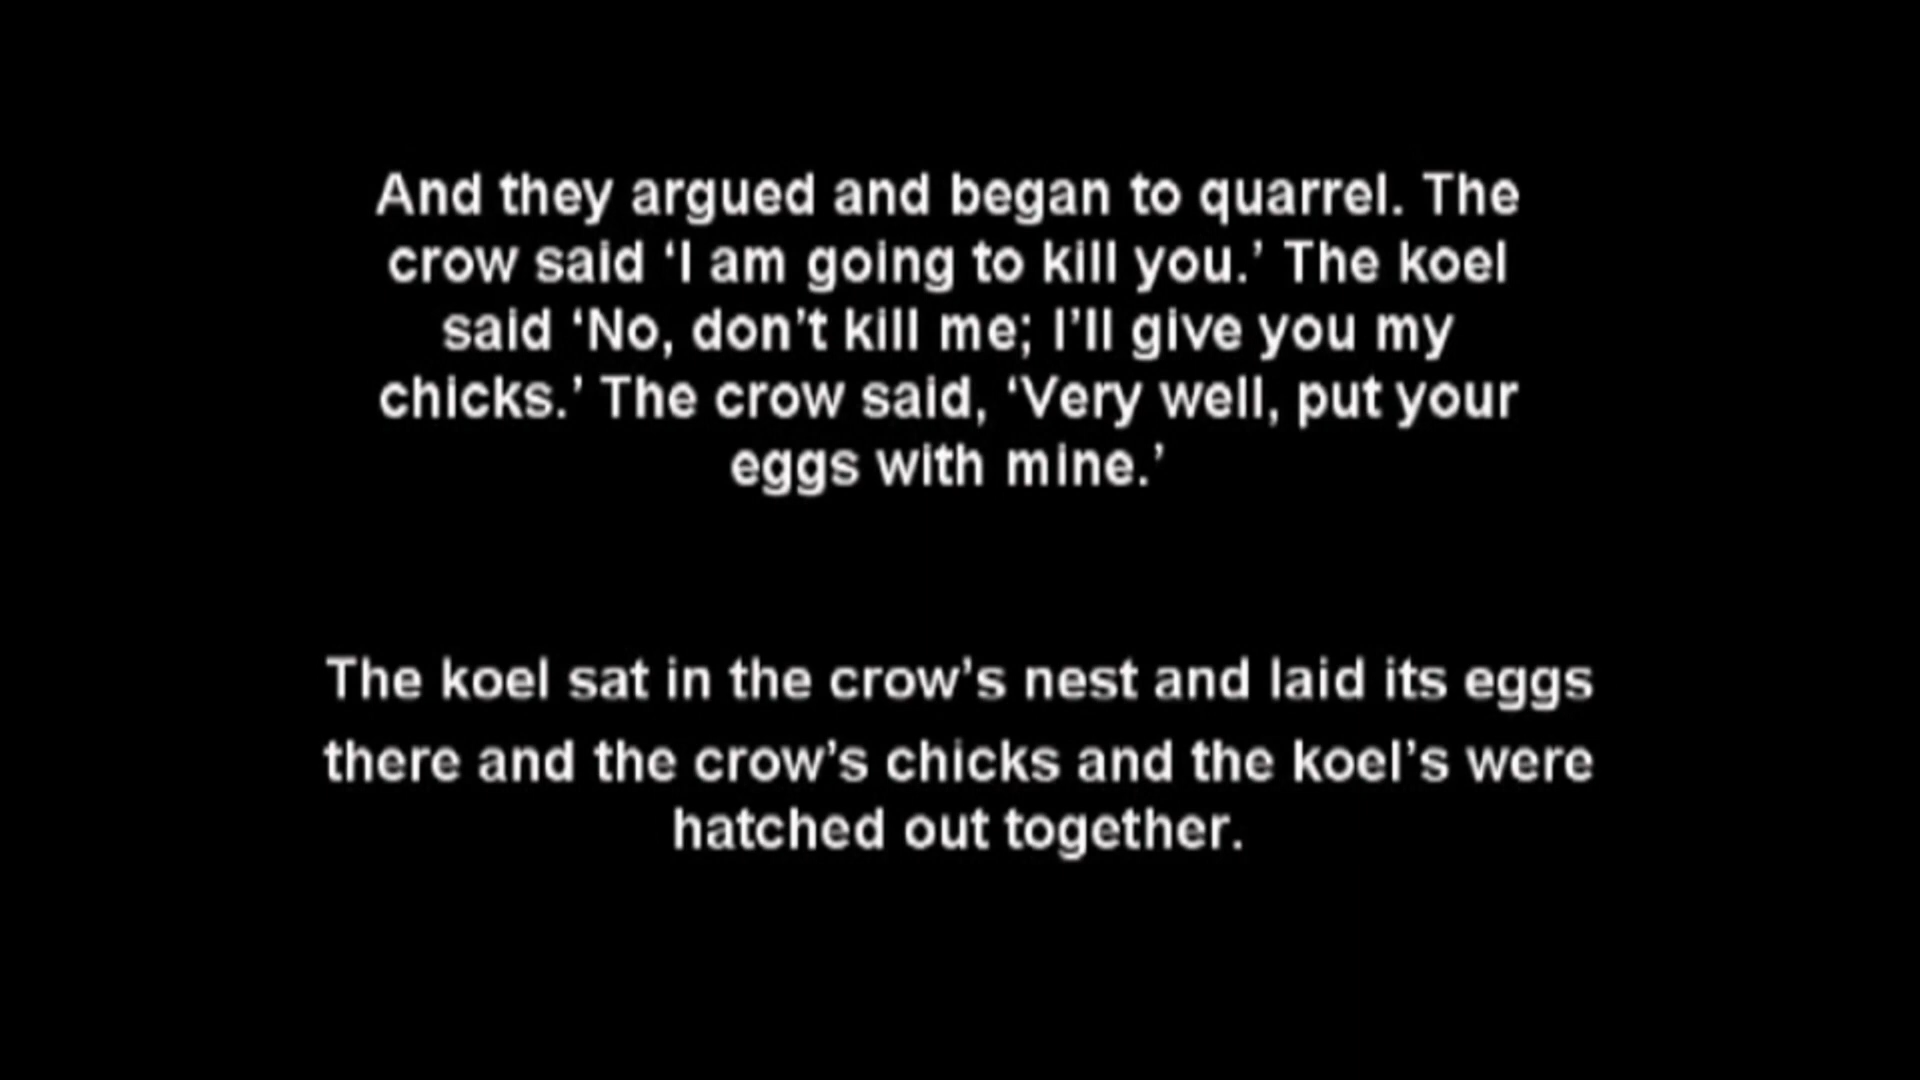 And they argued and began to quarrel. The
crow said ‘I am going to kill you.’ The koel
said ‘No, don’t kill me; I’ll give you my
chicks.’ The crow said, ‘Very well, put your
eggs with mine.’
The koel sat in the crow’s nest and laid its eggs
there and the crow’s chicks and the koel’s were
hatched out together.